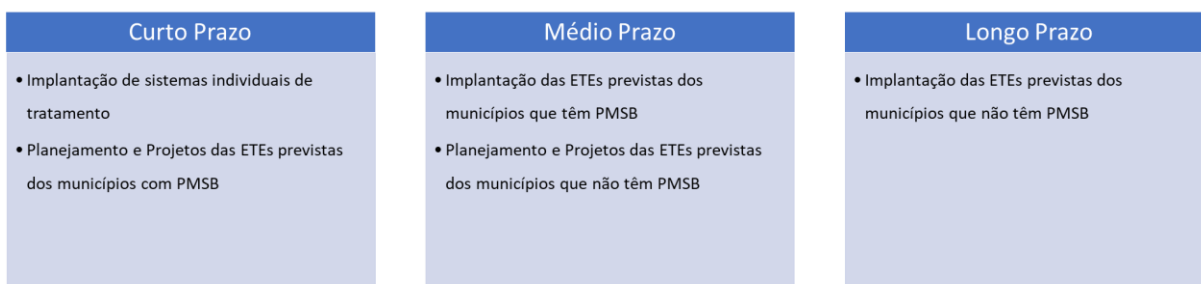 Curto Prazo
• Implantação de sistemas individuais de
tratamento
• Planejamento e Projetos das ETEs previstas
dos municípios com PMSB
Médio Prazo
• Implantação das ETEs previstas dos
municípios que têm PMSB
• Planejamento e Projetos das ETEs previstas
dos municípios que não têm PMSB
Longo Prazo
• Implantação das ETEs previstas dos
municípios que não têm PMSB